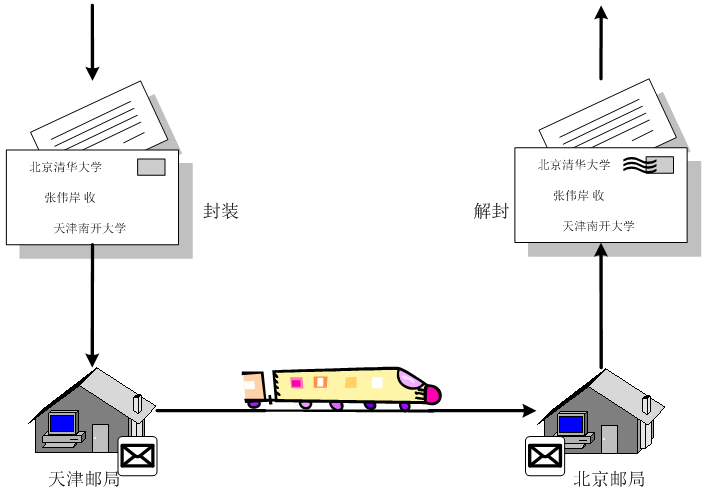 北京清华大学
张伟岸 收
天津南开大学
封装
解封
北京清华大学
张伟岸 收
天津南开大学
天津邮局
北京邮局